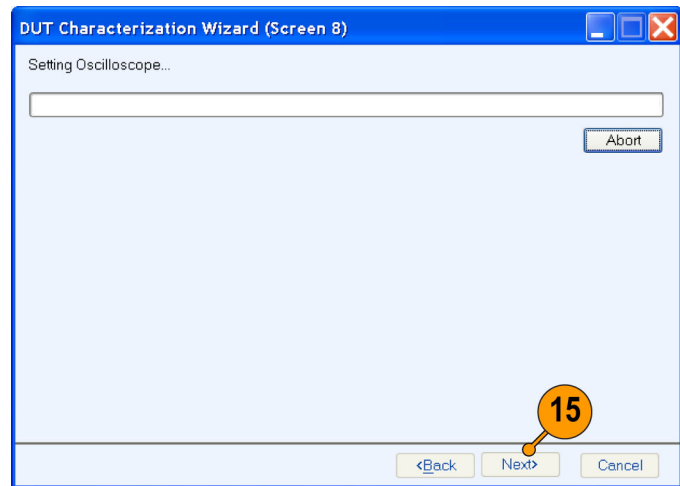 DUT Characterization Wizard (Screen 8)
Setting Oscilloscope...
Abort
15
<Back Next> Cancel